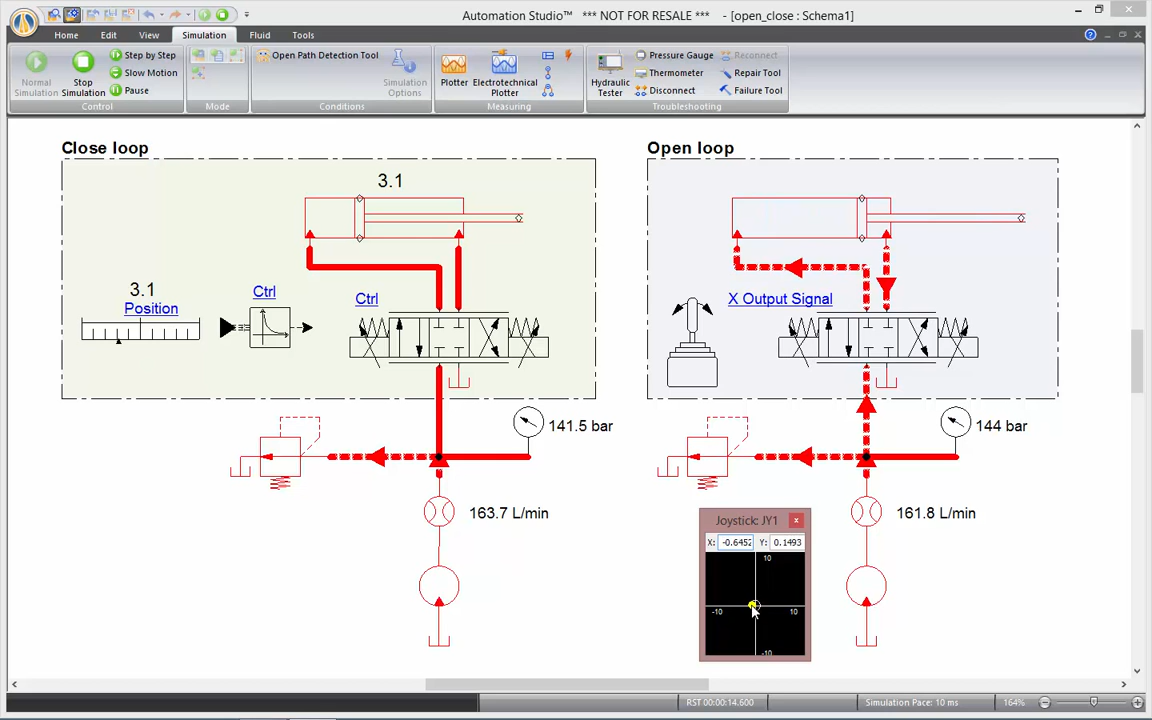 Automation Studio™ *** NOT FOR RESALE *** - [open_close : Schema1]
Home Edit View Simulation Fluid Tools
Normal Simulation
Stop Simulation
Step by Step
Slow Motion
Pause
Control
Mode
Open Path Detection Tool
Simulation Options
Conditions
Plotter
Electrotechnical Plotter
Measuring
Hydraulic Tester
Pressure Gauge
Thermometer
Disconnect
Reconnect
Repair Tool
Failure Tool
Troubleshooting
Close loop
3.1
3.1
Position
Ctrl
Ctrl
141.5 bar
163.7 L/min
Open loop
X Output Signal
144 bar
161.8 L/min
Joystick: JY1 x
X: -0.6452 Y: 0.1493
10
-10 10
-10
RST 00:00:14.600
Simulation Pace: 10 ms
164%